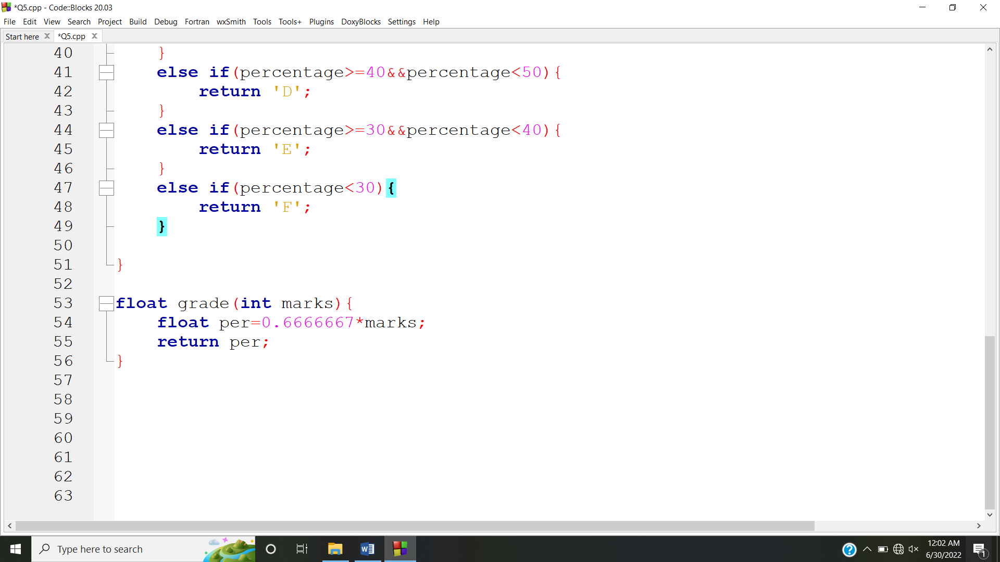 *Q5.cpp - Code::Blocks 20.03
File Edit View Search Project Build Debug Fortran wxSmith Tools Tools+ Plugins DoxyBlocks Settings Help
Start here *Q5.cpp
40 }
41 else if(percentage>=40&&percentage<50){
42 return 'D';
43 }
44 else if(percentage>=30&&percentage<40){
45 return 'E';
46 }
47 else if(percentage<30){
48 return 'F';
49 }
50
51 }
52
53 float grade(int marks){
54 float per=0.6666667*marks;
55 return per;
56 }
57
58
59
60
61
62
63
Type here to search
12:02 AM
6/30/2022
1